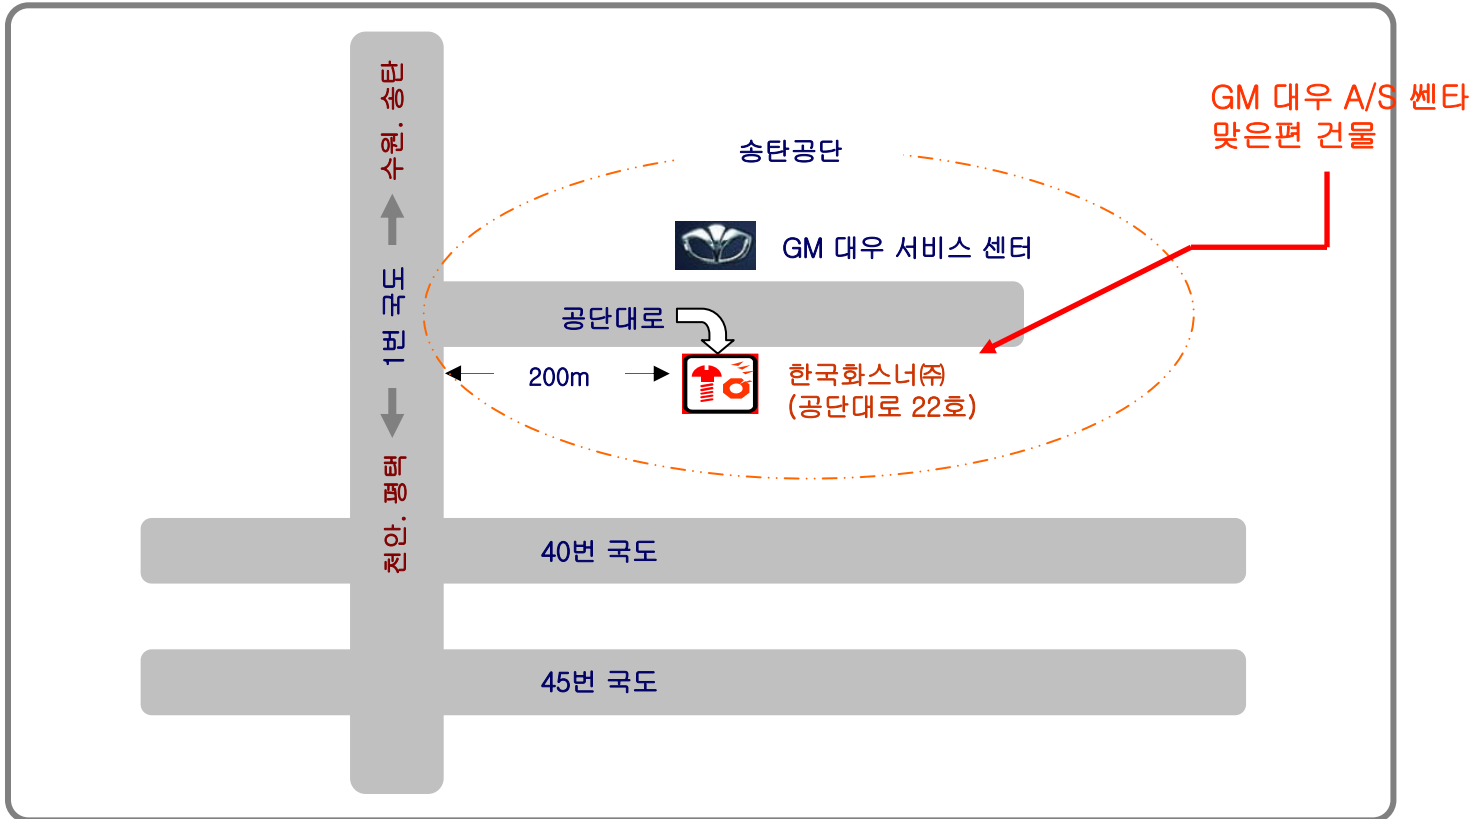 수원. 송탄
1번 국도
천안. 평택
송탄공단
GM 대우 A/S 쎈타
맞은편 건물
GM 대우 서비스 센터
공단대로
200m
한국화스너㈜
(공단대로 22호)
40번 국도
45번 국도